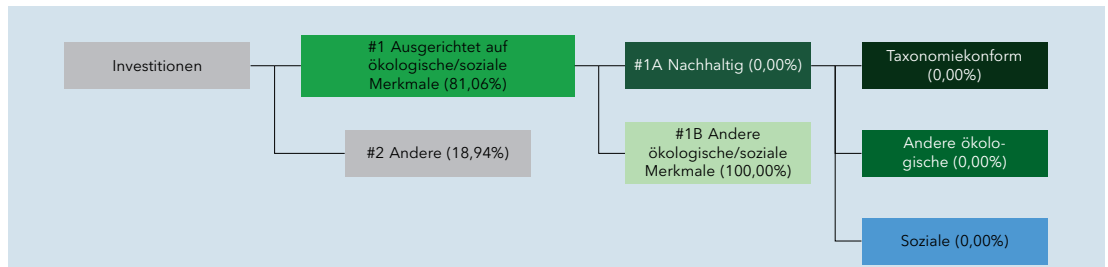 Investitionen
#1 Ausgerichtet auf
ökologische/soziale
Merkmale (81,06%)
#2 Andere (18,94%)
#1A Nachhaltig (0,00%)
#1B Andere
ökologische/soziale
Merkmale (100,00%)
Taxonomiekonform
(0,00%)
Andere ökolo-
gische (0,00%)
Soziale (0,00%)